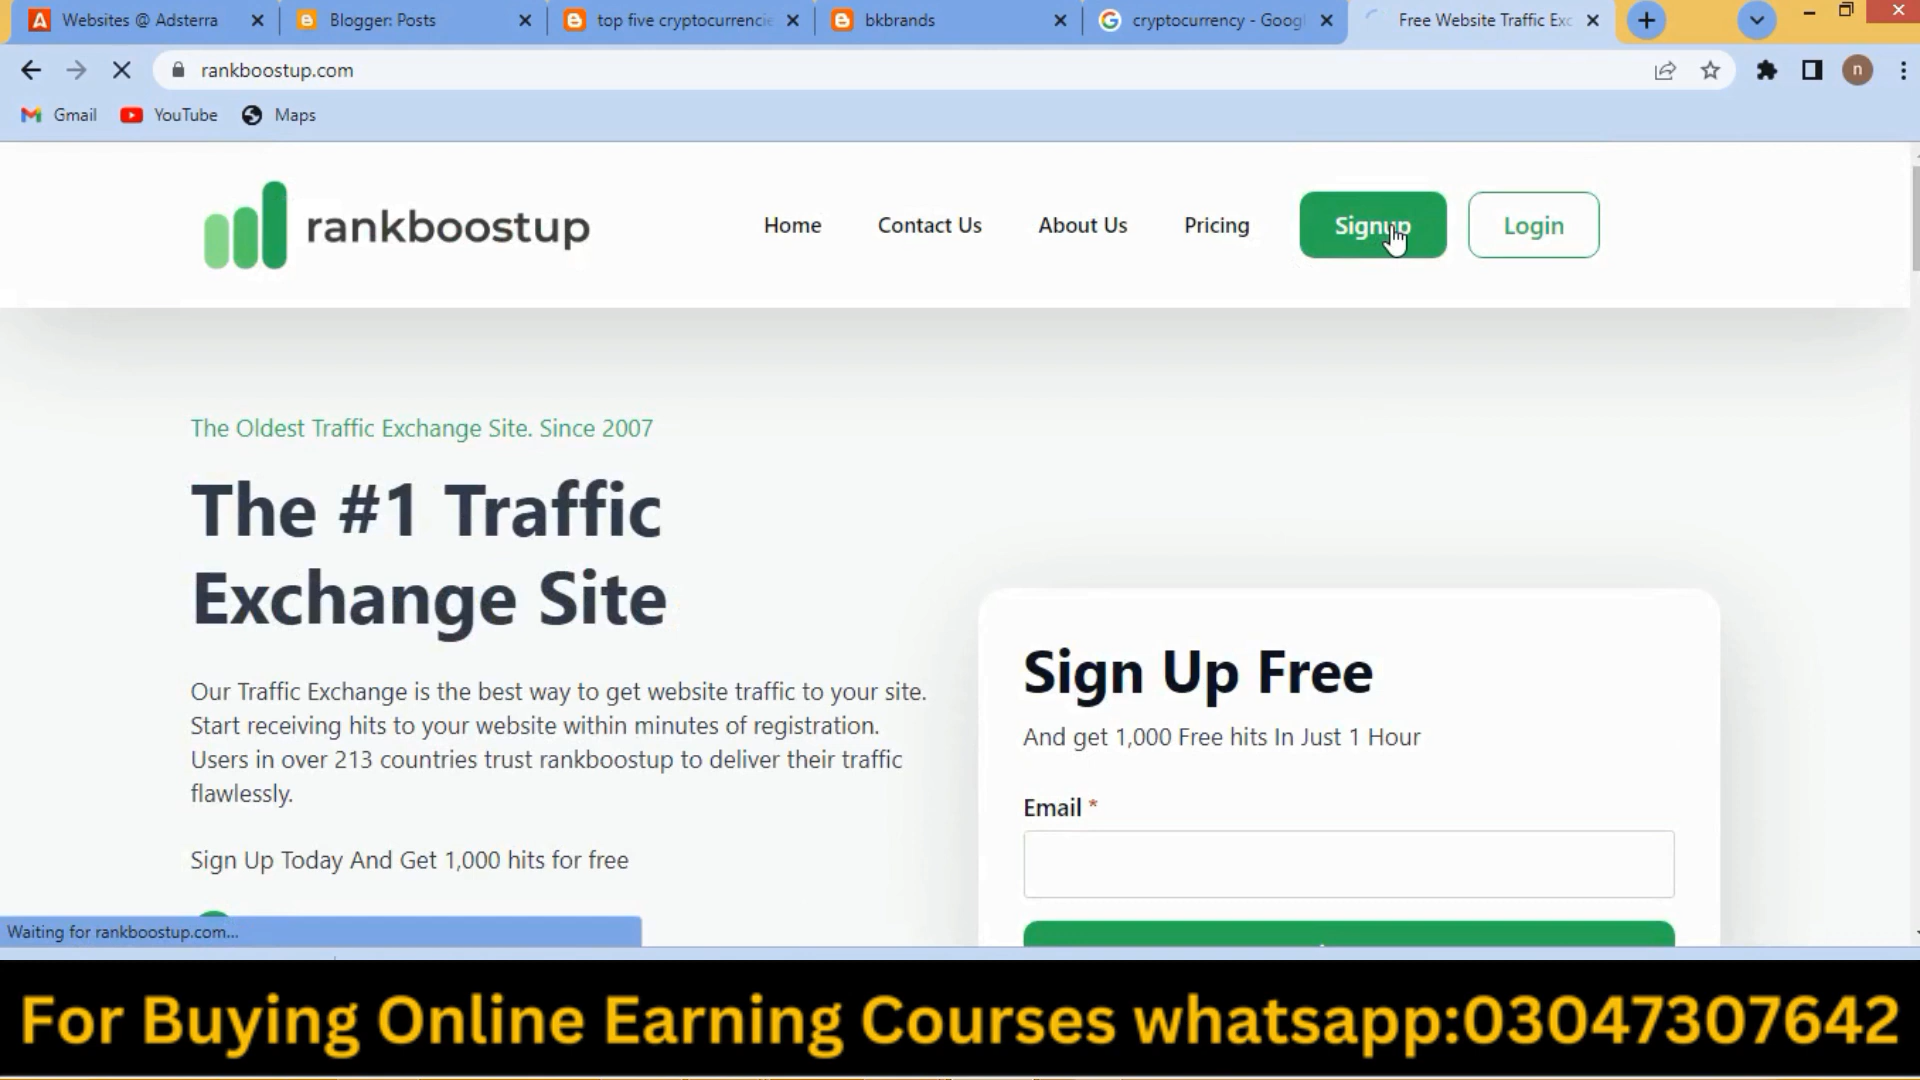 Websites @ Adsterra
Blogger: Posts
top five cryptocurrencie
bkbrands
cryptocurrency - Googl
Free Website Traffic Exc
rankboostup.com
n
Gmail
YouTube
Maps
rankboostup
Home
Contact Us
About Us
Pricing
Signup
Login
The Oldest Traffic Exchange Site. Since 2007
The #1 Traffic
Exchange Site
Our Traffic Exchange is the best way to get website traffic to your site.
Start receiving hits to your website within minutes of registration.
Users in over 213 countries trust rankboostup to deliver their traffic
flawlessly.
Sign Up Today And Get 1,000 hits for free
Sign Up Free
And get 1,000 Free hits In Just 1 Hour
Email *
Waiting for rankboostup.com...
For Buying Online Earning Courses whatsapp:03047307642